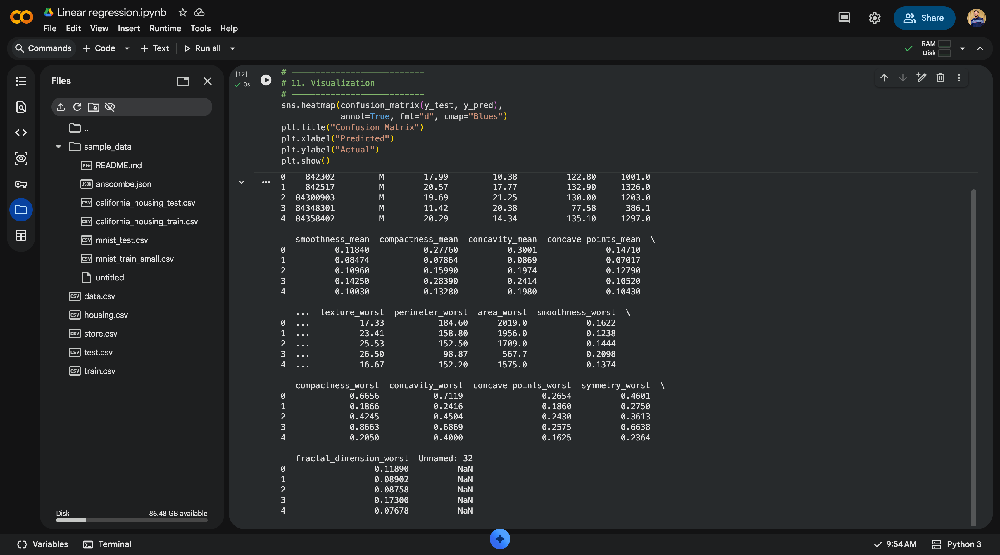 Linear regression.ipynb
File Edit View Insert Runtime Tools Help
Share
Commands + Code + Text Run all
RAM
Disk
Files
..
sample_data
README.md
anscombe.json
california_housing_test.csv
california_housing_train.csv
mnist_test.csv
mnist_train_small.csv
untitled
data.csv
housing.csv
store.csv
test.csv
train.csv
Disk 86.48 GB available
[12]
0s
# ---------------------------
# 11. Visualization
# ---------------------------
sns.heatmap(confusion_matrix(y_test, y_pred),
            annot=True, fmt="d", cmap="Blues")
plt.title("Confusion Matrix")
plt.xlabel("Predicted")
plt.ylabel("Actual")
plt.show()
0 842302 M 17.99 10.38 122.80 1001.0
1 842517 M 20.57 17.77 132.90 1326.0
2 84300903 M 19.69 21.25 130.00 1203.0
3 84348301 M 11.42 20.38 77.58 386.1
4 84358402 M 20.29 14.34 135.10 1297.0
smoothness_mean compactness_mean concavity_mean concave points_mean \
0 0.11840 0.27760 0.3001 0.14710
1 0.08474 0.07864 0.0869 0.07017
2 0.10960 0.15990 0.1974 0.12790
3 0.14250 0.28390 0.2414 0.10520
4 0.10030 0.13280 0.1980 0.10430
... texture_worst perimeter_worst area_worst smoothness_worst \
0 ... 17.33 184.60 2019.0 0.1622
1 ... 23.41 158.80 1956.0 0.1238
2 ... 25.53 152.50 1709.0 0.1444
3 ... 26.50 98.87 567.7 0.2098
4 ... 16.67 152.20 1575.0 0.1374
compactness_worst concavity_worst concave points_worst symmetry_worst \
0 0.6656 0.7119 0.2654 0.4601
1 0.1866 0.2416 0.1860 0.2750
2 0.4245 0.4504 0.2430 0.3613
3 0.8663 0.6869 0.2575 0.6638
4 0.2050 0.4000 0.1625 0.2364
fractal_dimension_worst Unnamed: 32
0 0.11890 NaN
1 0.08902 NaN
2 0.08758 NaN
3 0.17300 NaN
4 0.07678 NaN
{} Variables Terminal 9:54 AM Python 3